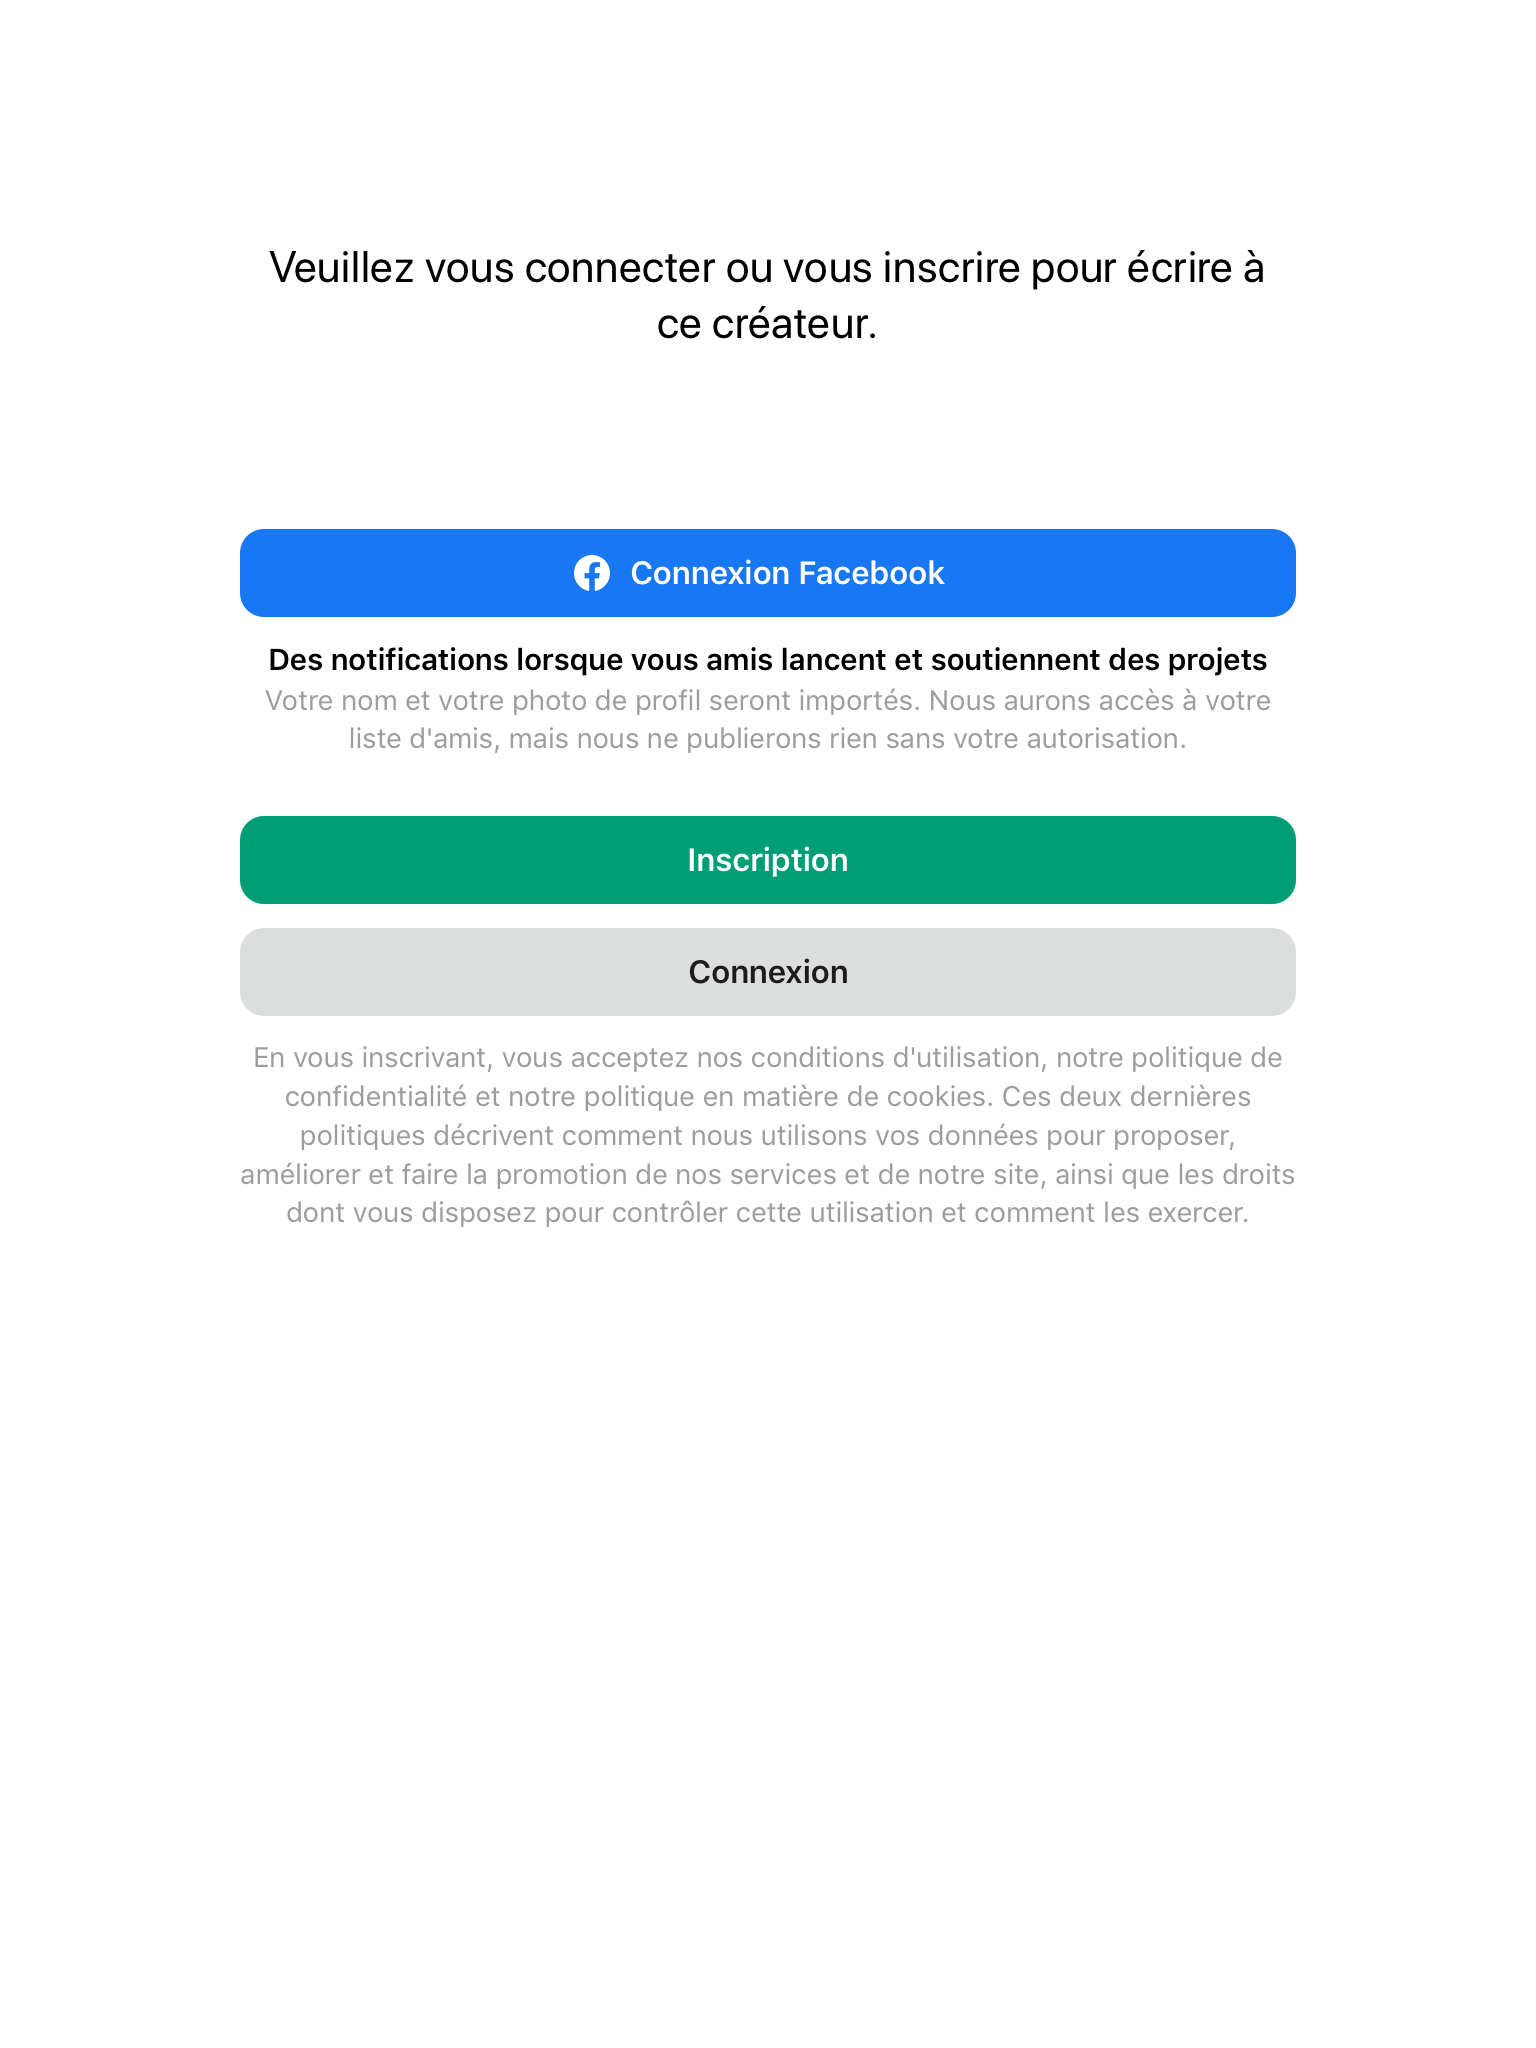 Veuillez vous connecter ou vous inscrire pour écrire à
ce créateur.
Connexion Facebook
Des notifications lorsque vous amis lancent et soutiennent des projets
Votre nom et votre photo de profil seront importés. Nous aurons accès à votre
liste d'amis, mais nous ne publierons rien sans votre autorisation.
Inscription
Connexion
En vous inscrivant, vous acceptez nos conditions d'utilisation, notre politique de
confidentialité et notre politique en matière de cookies. Ces deux dernières
politiques décrivent comment nous utilisons vos données pour proposer,
améliorer et faire la promotion de nos services et de notre site, ainsi que les droits
dont vous disposez pour contrôler cette utilisation et comment les exercer.